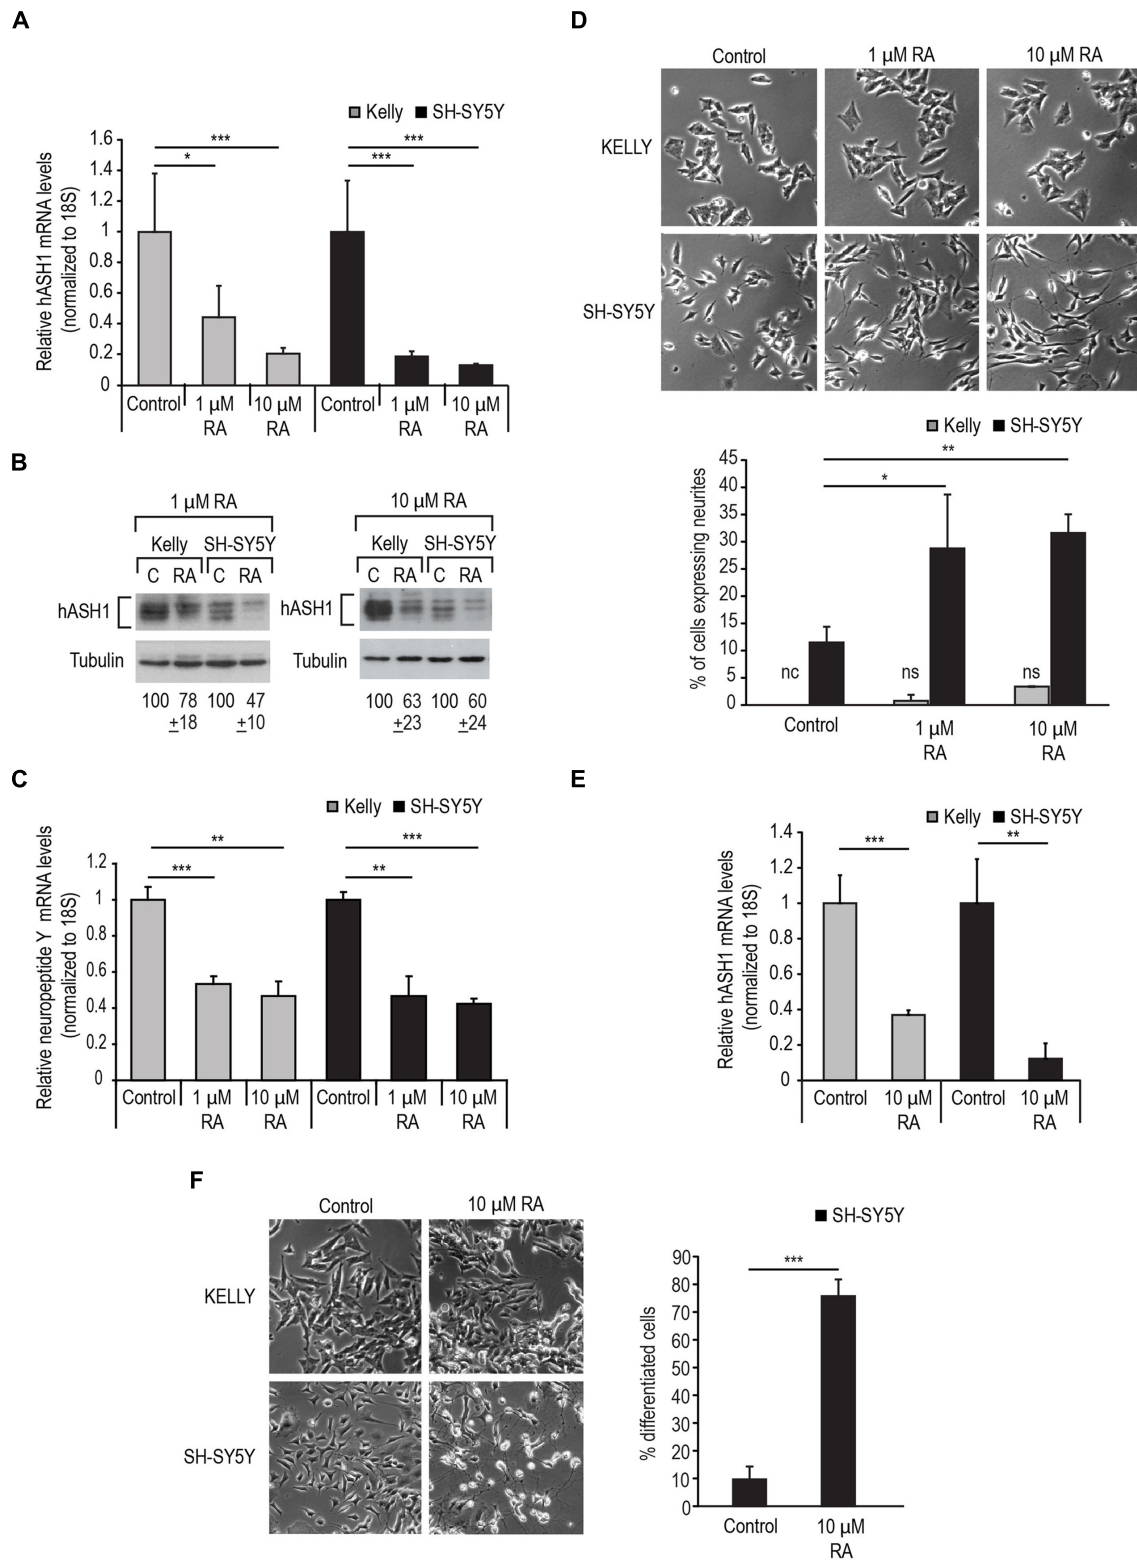 A
Kelly SH-SY5Y
Relative hASH1 mRNA levels
(normalized to 18S)
1.6
1.4
1.2
1
0.8
0.6
0.4
0.2
0
***
*
***
***
Control 1 µM RA 10 µM RA Control 1 µM RA 10 µM RA
B
1 µM RA
Kelly SH-SY5Y
C RA C RA
hASH1
Tubulin
100 78 100 47
±18 ±10
10 µM RA
Kelly SH-SY5Y
C RA C RA
hASH1
Tubulin
100 63 100 60
±23 ±24
C
Kelly SH-SY5Y
Relative neuropeptide Y mRNA levels
(normalized to 18S)
1.2
1
0.8
0.6
0.4
0.2
0
**
***
***
**
Control 1 µM RA 10 µM RA Control 1 µM RA 10 µM RA
D
Control 1 µM RA 10 µM RA
KELLY
SH-SY5Y
Kelly SH-SY5Y
% of cells expressing neurites
45
40
35
30
25
20
15
10
5
0
**
*
nc ns ns
Control 1 µM RA 10 µM RA
E
Kelly SH-SY5Y
Relative hASH1 mRNA levels
(normalized to 18S)
1.4
1.2
1
0.8
0.6
0.4
0.2
0
*** **
Control 10 µM RA Control 10 µM RA
F
Control 10 µM RA
KELLY
SH-SY5Y
SH-SY5Y
% differentiated cells
90
80
70
60
50
40
30
20
10
0
***
Control 10 µM RA